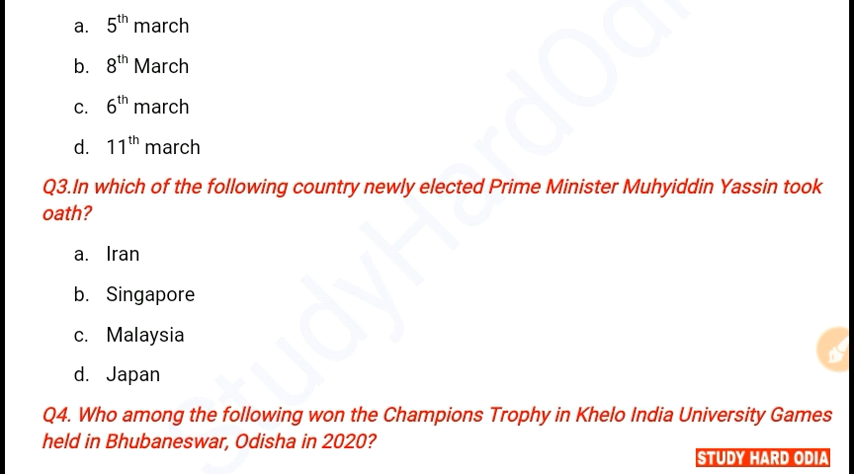 a. 5th march
b. 8th March
c. 6th march
d. 11th march
Q3.In which of the following country newly elected Prime Minister Muhyiddin Yassin took
oath?
a. Iran
b. Singapore
c. Malaysia
d. Japan
Q4. Who among the following won the Champions Trophy in Khelo India University Games
held in Bhubaneswar, Odisha in 2020?
STUDY HARD ODIA
StudyHardOdi